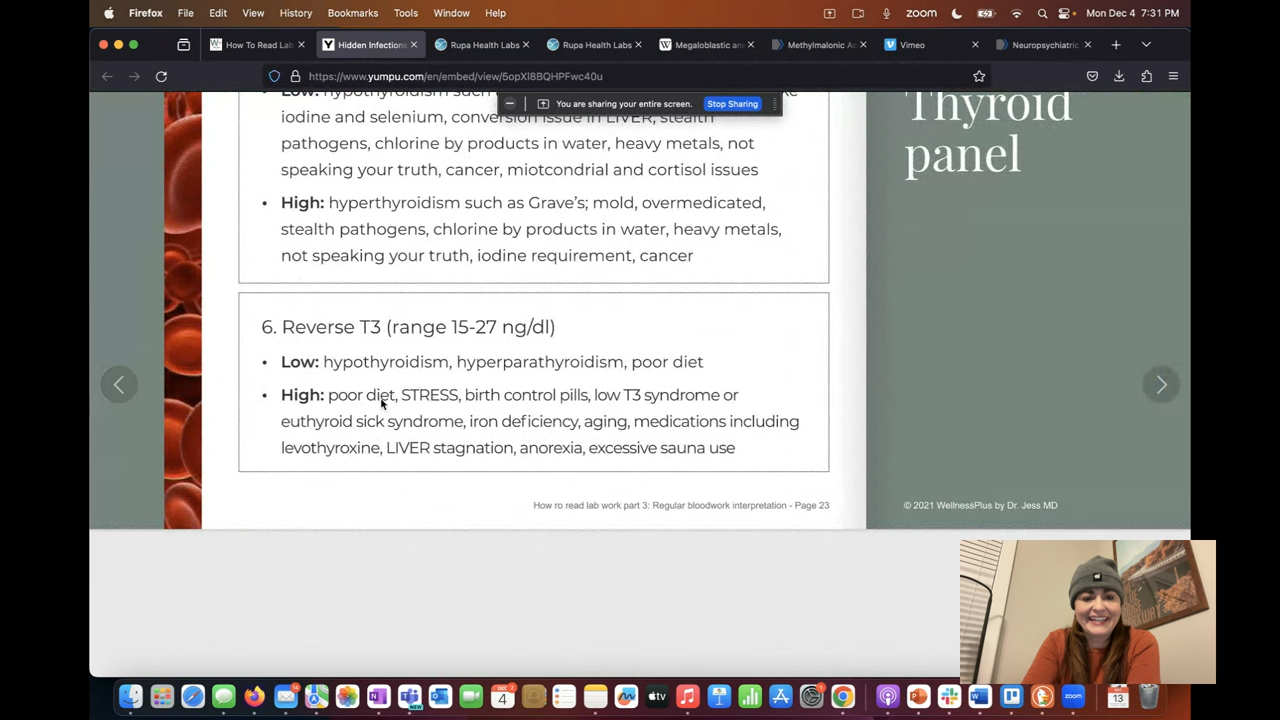 Firefox File Edit View History Bookmarks Tools Window Help zoom Mon Dec 4 7:31 PM
How To Read Lab Hidden Infections Rupa Health Labs Rupa Health Labs Megaloblastic an Methylmalonic Ac Vimeo Neuropsychiatric
https://www.yumpu.com/en/embed/view/5opXl8BQHPFwc40u
You are sharing your entire screen. Stop Sharing
Low: hypothyroidism
iodine and selenium, conversion issue in LIVER, stealth
pathogens, chlorine by products in water, heavy metals, not
speaking your truth, cancer, miotcondrial and cortisol issues
• High: hyperthyroidism such as Grave's; mold, overmedicated,
stealth pathogens, chlorine by products in water, heavy metals,
not speaking your truth, iodine requirement, cancer
6. Reverse T3 (range 15-27 ng/dl)
• Low: hypothyroidism, hyperparathyroidism, poor diet
• High: poor diet, STRESS, birth control pills, low T3 syndrome or
euthyroid sick syndrome, iron deficiency, aging, medications including
levothyroxine, LIVER stagnation, anorexia, excessive sauna use
How ro read lab work part 3: Regular bloodwork interpretation - Page 23
Thyroid
panel
© 2021 WellnessPlus by Dr. Jess MD